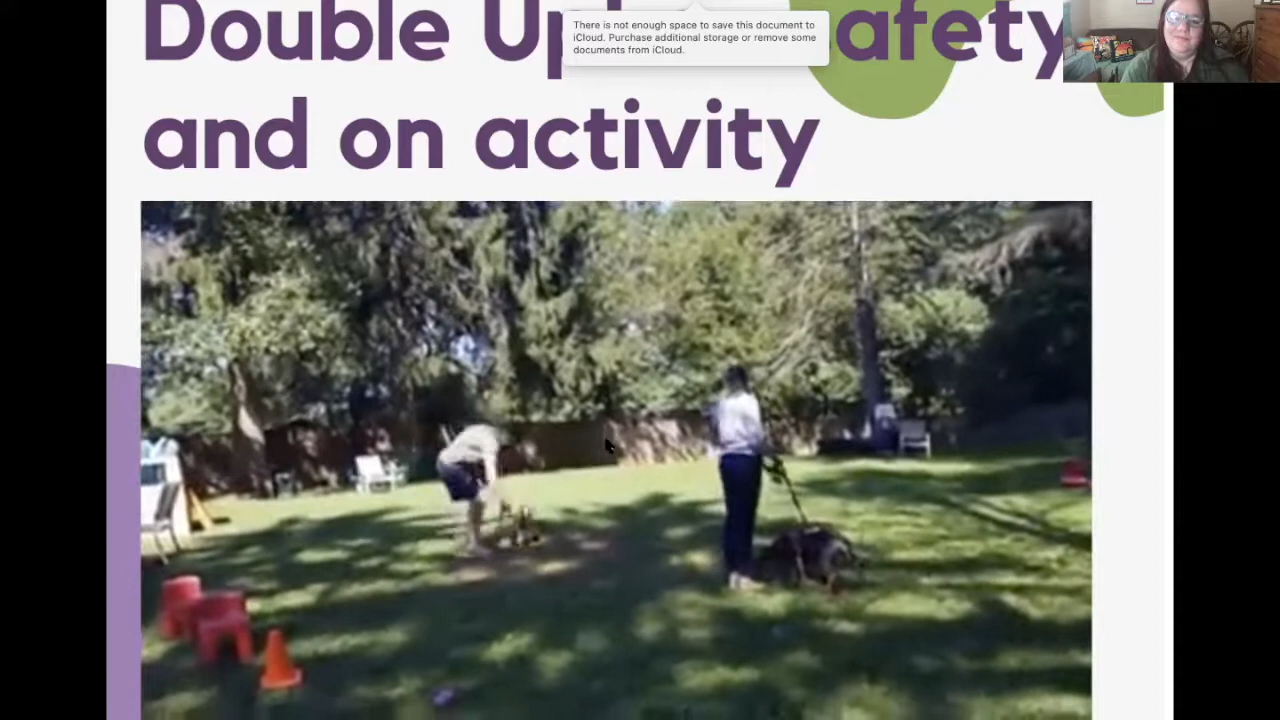 Double Up
afety
and on activity
There is not enough space to save this document to
iCloud. Purchase additional storage or remove some
documents from iCloud.